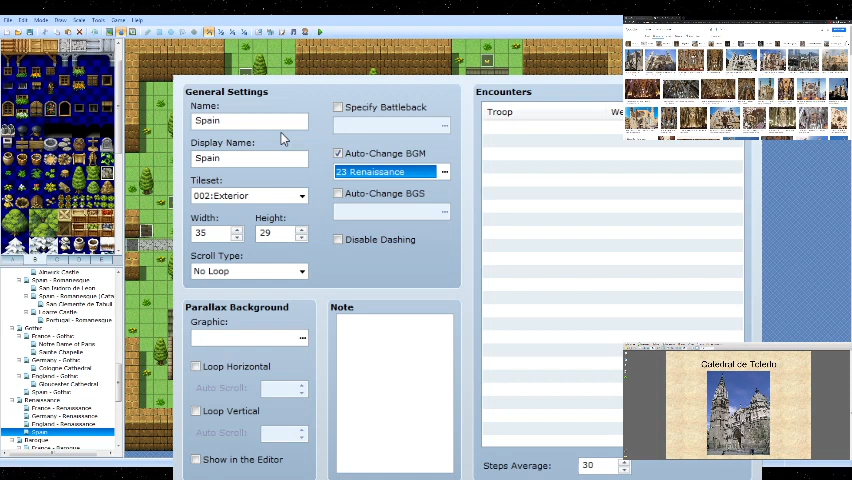 File Edit Mode Draw Scale Tools Game Help
General Settings
Name:
Spain
Display Name:
Spain
Tileset:
002:Exterior
Width:
Height:
35
29
Scroll Type:
No Loop
Specify Battleback
Auto-Change BGM
23 Renaissance
Auto-Change BGS
Disable Dashing
Encounters
Troop
We
Parallax Background
Graphic:
Loop Horizontal
Auto Scroll:
Loop Vertical
Auto Scroll:
Show in the Editor
Note
Steps Average:
30
A B C D E
Alnwick Castle
Spain - Romanesque
San Isidoro de Leon
Spain - Romanesque (Cata
San Clemente de Tahull
Loarre Castle
Portugal - Romanesque
Gothic
France - Gothic
Notre Dame of Paris
Sainte Chapelle
Germany - Gothic
Cologne Cathedral
England - Gothic
Gloucester Cathedral
Spain - Gothic
Renaissance
France - Renaissance
Germany - Renaissance
England - Renaissance
Spain
Baroque
France - Baroque
Catedral de Toledo